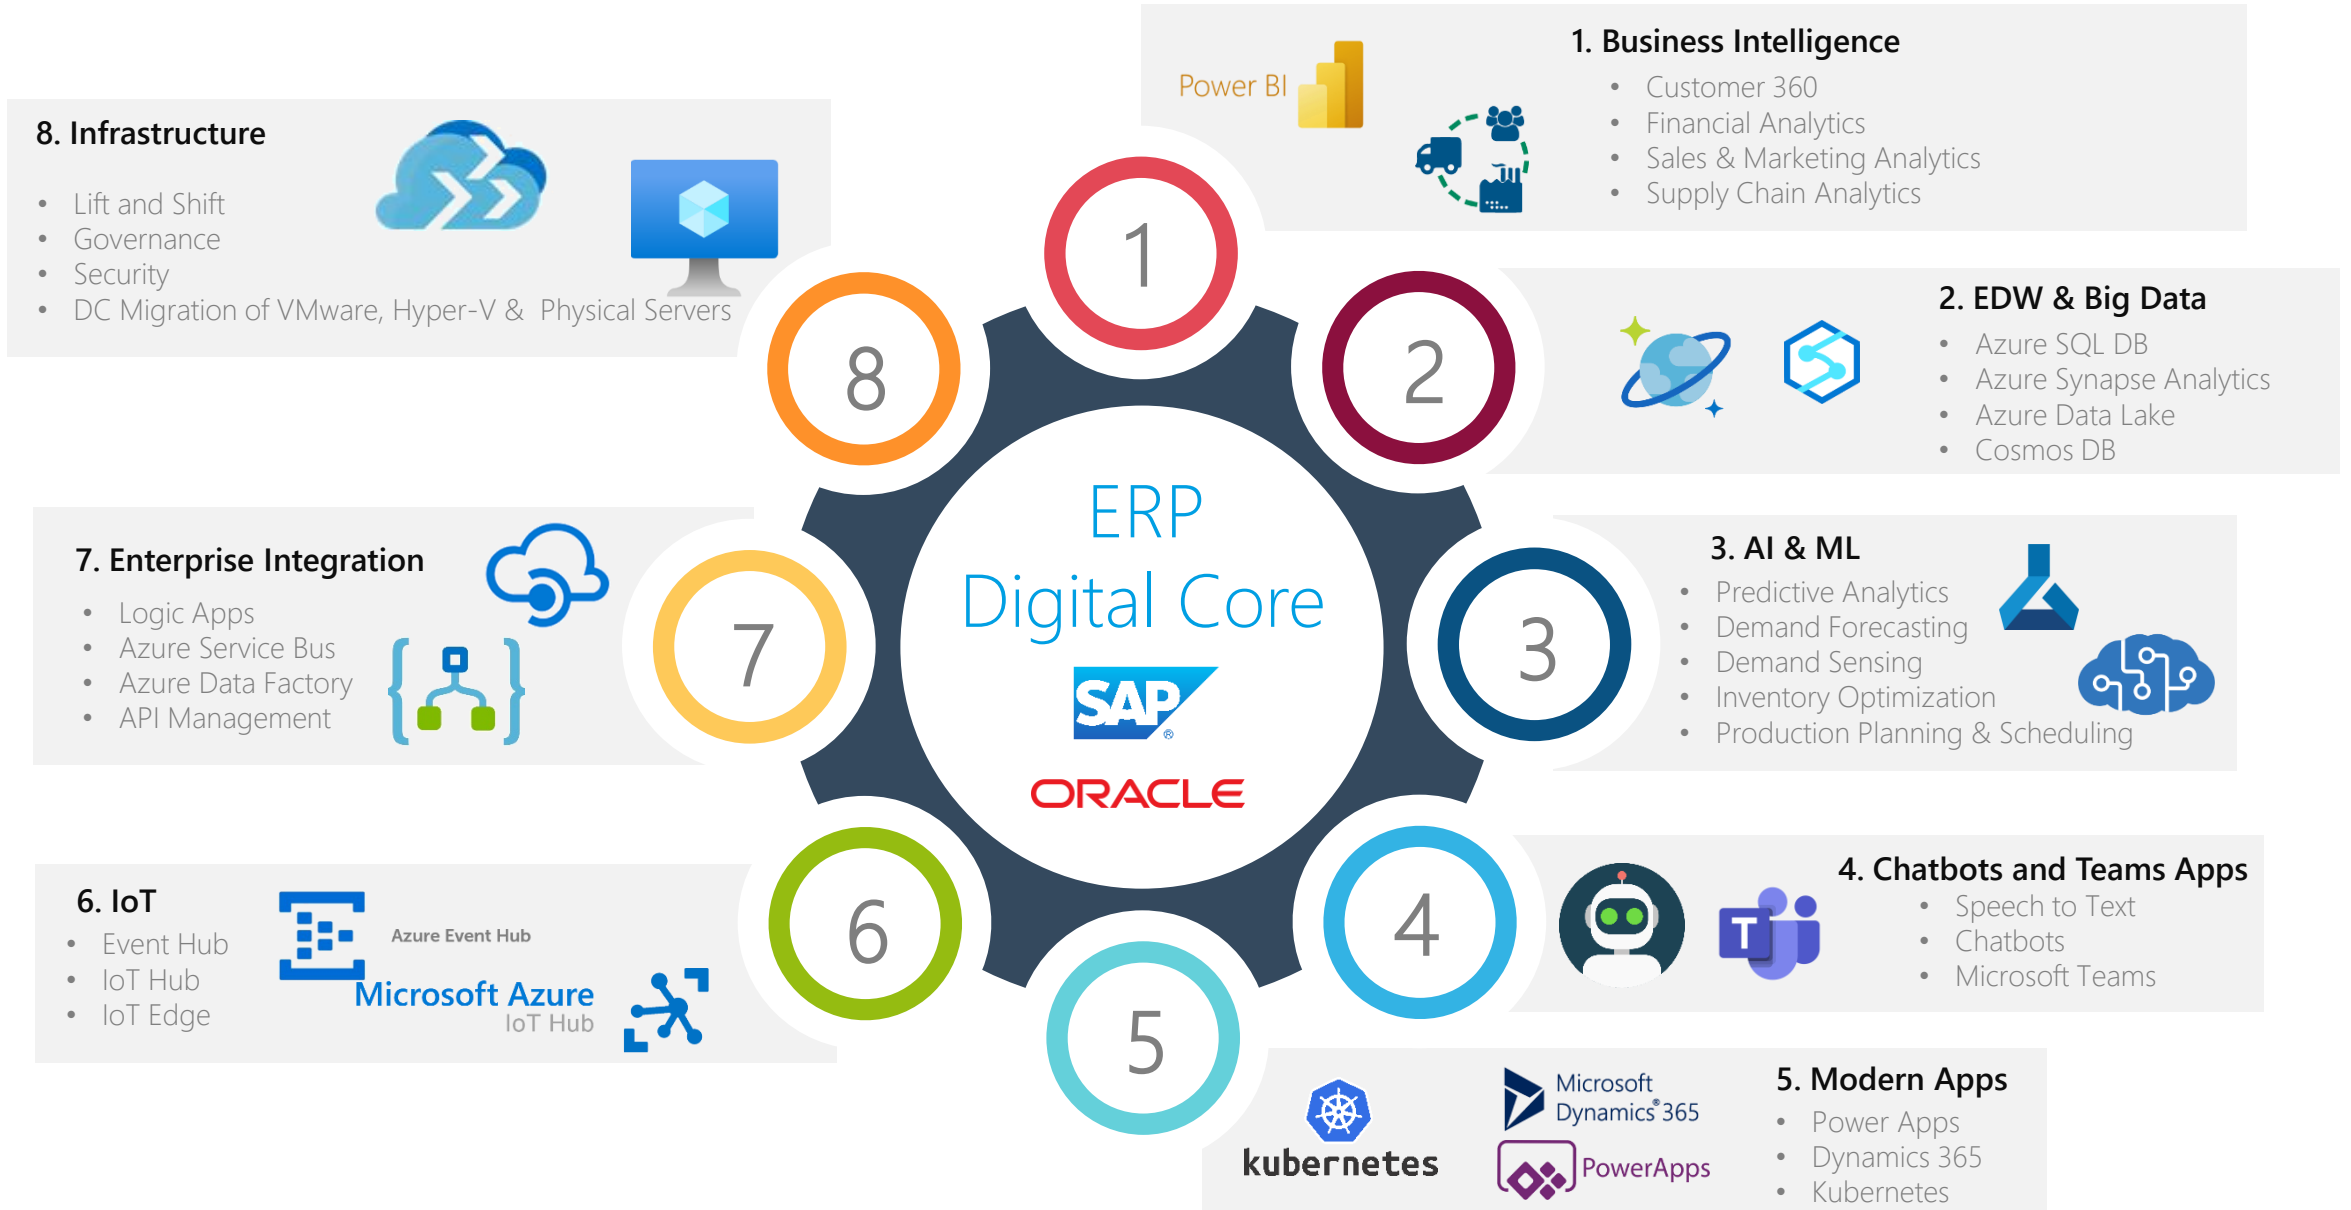 1. Business Intelligence
Power BI
• Customer 360
• Financial Analytics
• Sales & Marketing Analytics
• Supply Chain Analytics
1
2. EDW & Big Data
• Azure SQL DB
• Azure Synapse Analytics
• Azure Data Lake
• Cosmos DB
2
3. AI & ML
• Predictive Analytics
• Demand Forecasting
• Demand Sensing
• Inventory Optimization
• Production Planning & Scheduling
3
4. Chatbots and Teams Apps
• Speech to Text
• Chatbots
• Microsoft Teams
T
4
5. Modern Apps
• Power Apps
• Dynamics 365
• Kubernetes
kubernetes
Microsoft
Dynamics® 365
PowerApps
5
6. IoT
• Event Hub
• IoT Hub
• IoT Edge
Azure Event Hub
Microsoft Azure
IoT Hub
6
7. Enterprise Integration
• Logic Apps
• Azure Service Bus
• Azure Data Factory
• API Management
7
8. Infrastructure
• Lift and Shift
• Governance
• Security
• DC Migration of VMware, Hyper-V & Physical Servers
8
ERP
Digital Core
SAP®
ORACLE